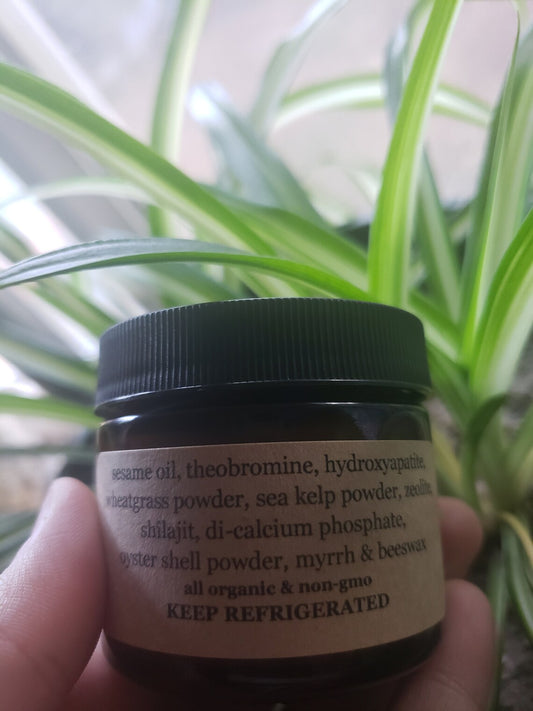 sesame oil, theobromine, hydroxyapatite,
wheatgrass powder, sea kelp powder, zeolite,
shilajit, di-calcium phosphate,
oyster shell powder, myrrh & beeswax
all organic & non-gmo
KEEP REFRIGERATED